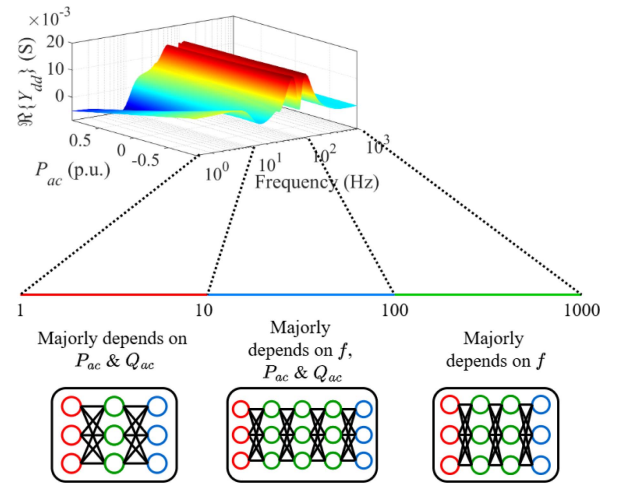 ×10⁻³
20
10
0
ℜ{Y_dd} (S)
0.5
0
-0.5
P_ac (p.u.)
10⁰
10¹
10²
10³
Frequency (Hz)
1
10
100
1000
Majorly depends on
P_ac & Q_ac
Majorly
depends on f,
P_ac & Q_ac
Majorly
depends on f